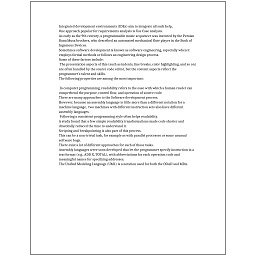 Integrated development environments (IDEs) aim to integrate all such help.
One approach popular for requirements analysis is Use Case analysis.
As early as the 9th century, a programmable music sequencer was invented by the Persian
Banu Musa brothers, who described an automated mechanical flute player in the Book of
Ingenious Devices.
Sometimes software development is known as software engineering, especially when it
employs formal methods or follows an engineering design process.
Some of these factors include:
The presentation aspects of this (such as indents, line breaks, color highlighting, and so on)
are often handled by the source code editor, but the content aspects reflect the
programmer's talent and skills.
The following properties are among the most important:

In computer programming, readability refers to the ease with which a human reader can
comprehend the purpose, control flow, and operation of source code.
There are many approaches to the Software development process.
However, because an assembly language is little more than a different notation for a
machine language, two machines with different instruction sets also have different
assembly languages.
Following a consistent programming style often helps readability.
A study found that a few simple readability transformations made code shorter and
drastically reduced the time to understand it.
Scripting and breakpointing is also part of this process.
This can be a non-trivial task, for example as with parallel processes or some unusual
software bugs.
There exist a lot of different approaches for each of those tasks.
Assembly languages were soon developed that let the programmer specify instruction in a
text format (e.g., ADD X, TOTAL), with abbreviations for each operation code and
meaningful names for specifying addresses.
The Unified Modeling Language (UML) is a notation used for both the OOAD and MDA.